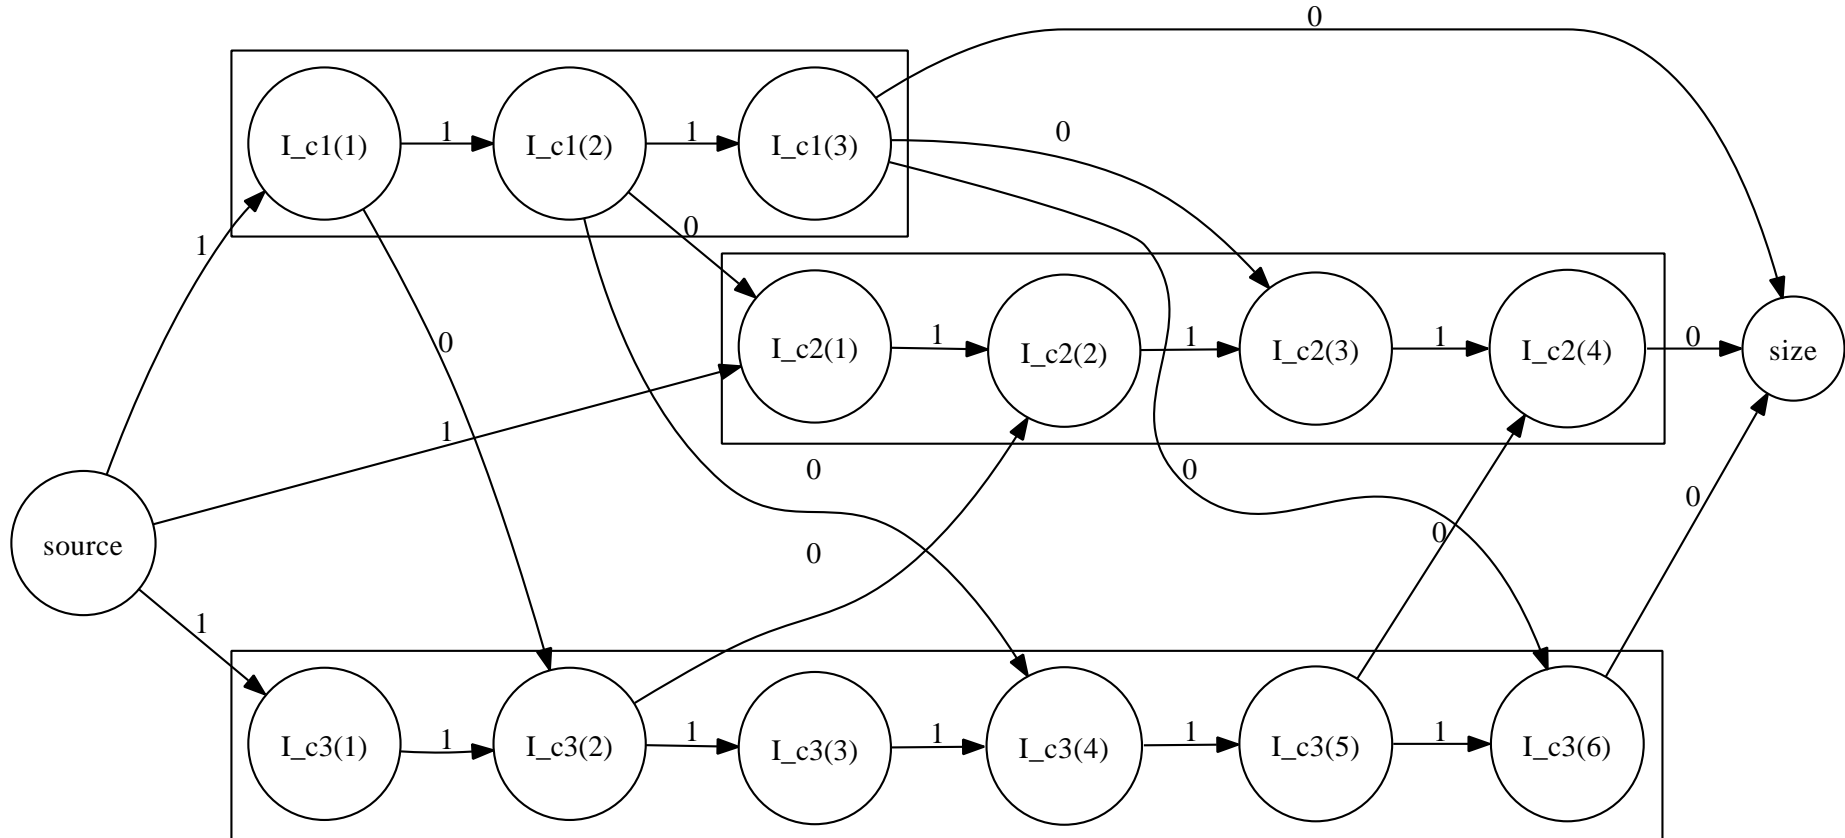 0
I_c1(1) 1 I_c1(2) 1 I_c1(3) 0
1 0
I_c2(1) 1 I_c2(2) 1 I_c2(3) 1 I_c2(4) 0 size
0
1
0 0
0
source 0 0
1
I_c3(1) 1 I_c3(2) 1 I_c3(3) 1 I_c3(4) 1 I_c3(5) 1 I_c3(6)